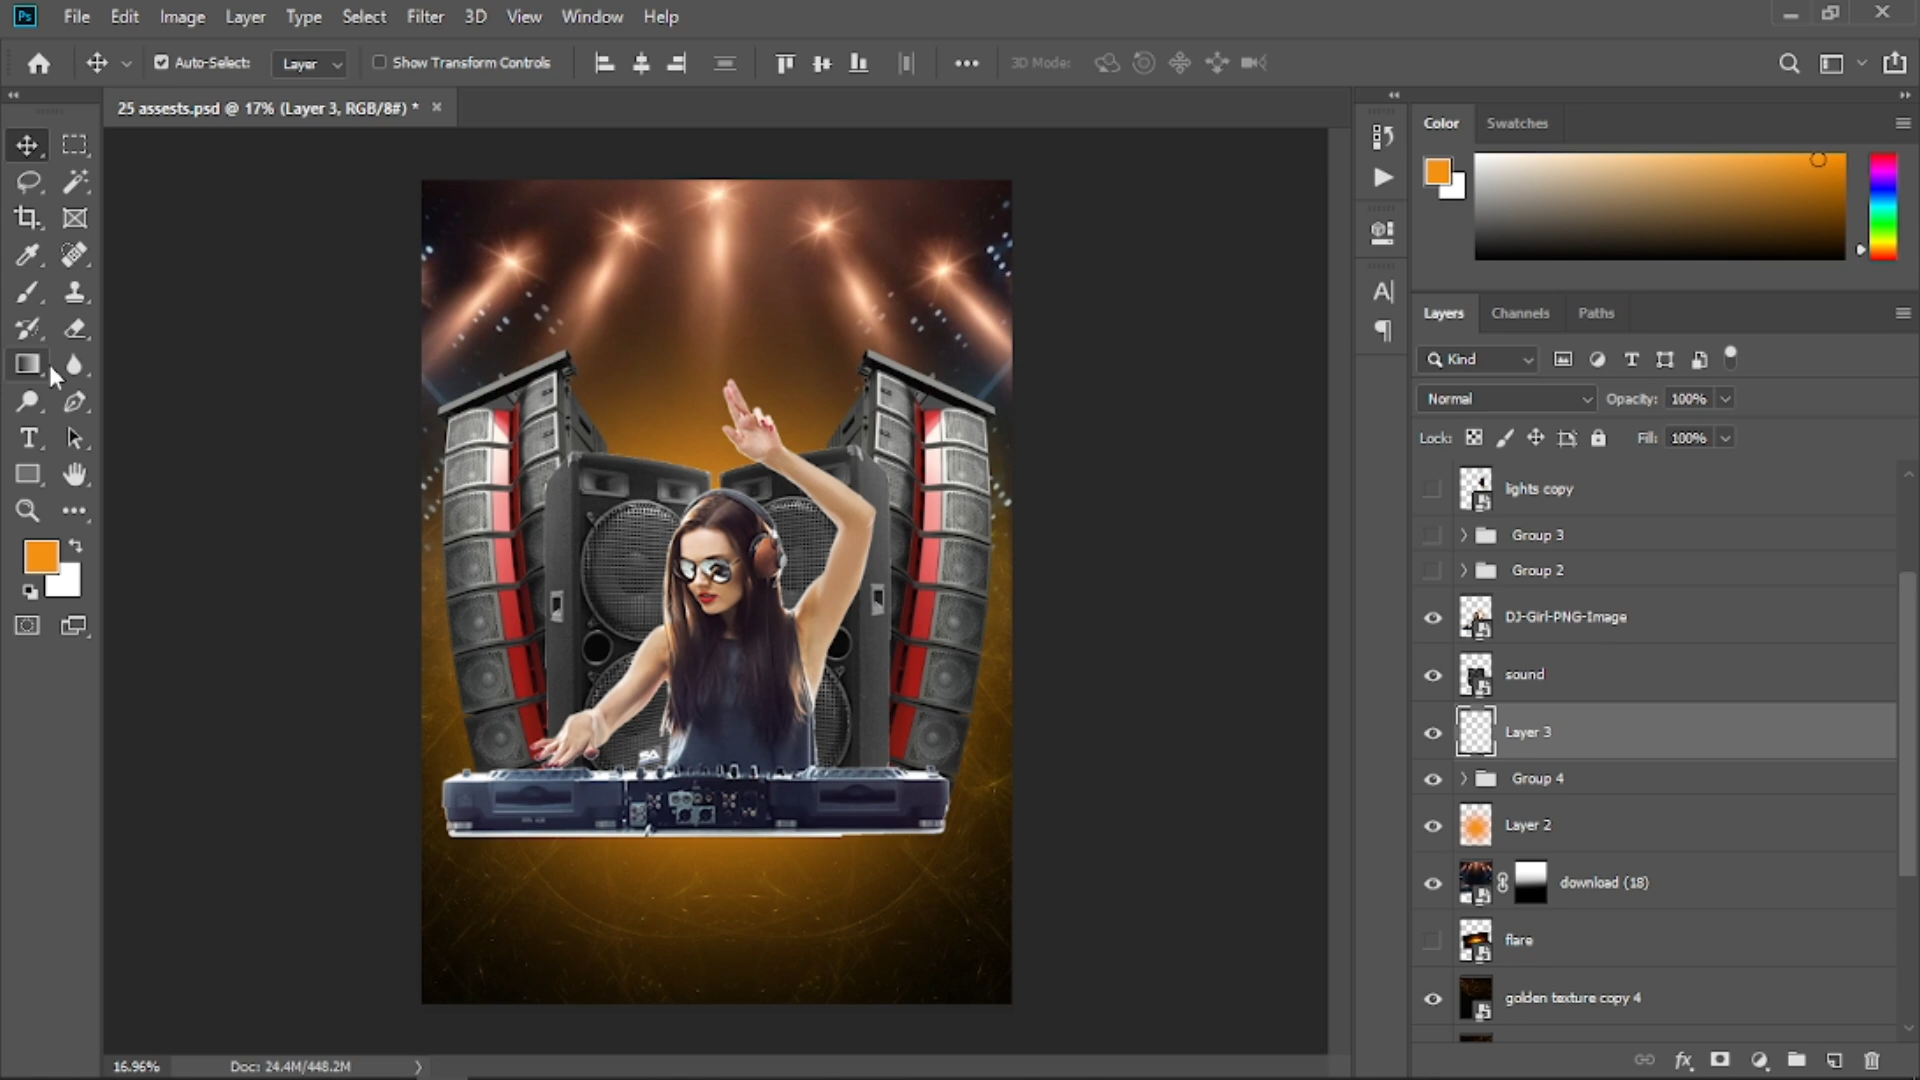 Ps File Edit Image Layer Type Select Filter 3D View Window Help
Auto-Select: Layer Show Transform Controls 3D Mode:
25 assests.psd @ 17% (Layer 3, RGB/8#) * ×
Color Swatches
Layers Channels Paths
Kind
Normal Opacity: 100%
Lock: Fill: 100%
lights copy
Group 3
Group 2
DJ-Girl-PNG-Image
sound
Layer 3
Group 4
Layer 2
download (18)
flare
golden texture copy 4
SA
16.96% Doc: 24.4M/448.2M